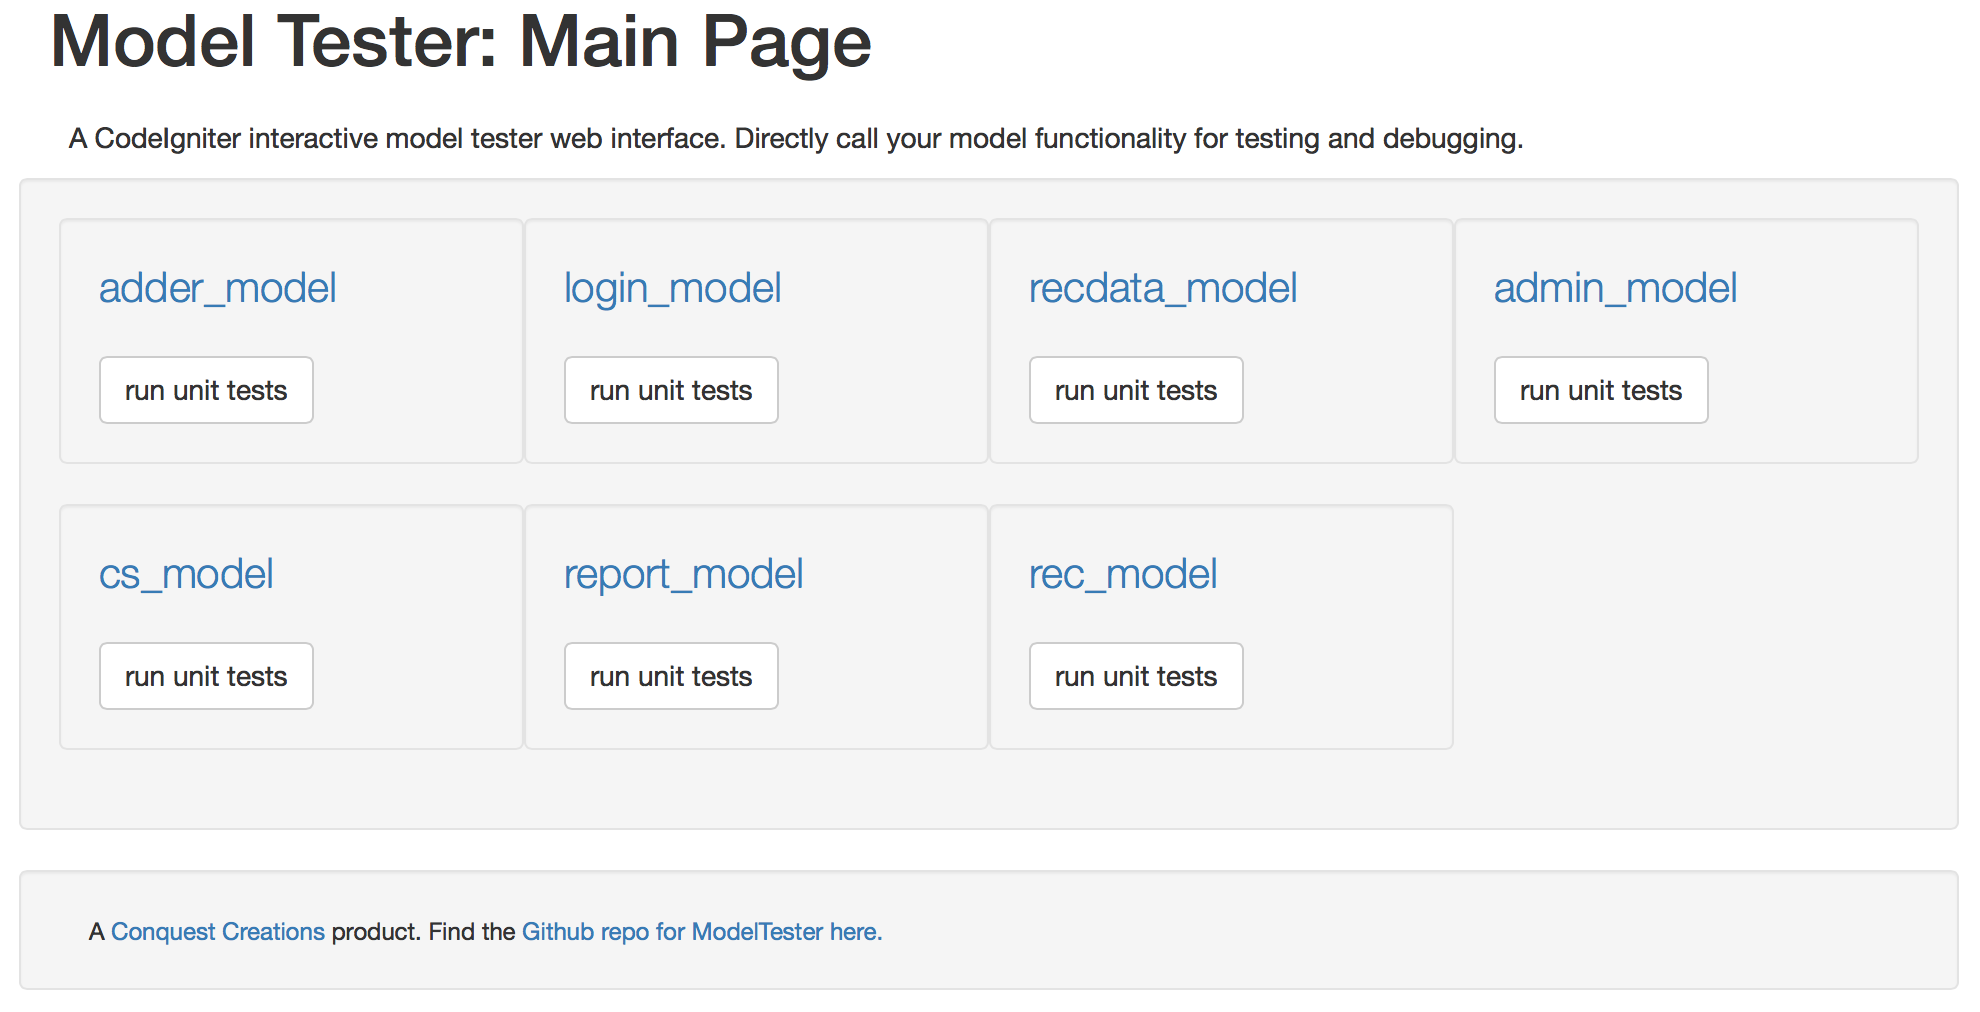 Model Tester: Main Page
A CodeIgniter interactive model tester web interface. Directly call your model functionality for testing and debugging.
adder_model
login_model
recdata_model
admin_model
run unit tests
run unit tests
run unit tests
run unit tests
cs_model
report_model
rec_model
run unit tests
run unit tests
run unit tests
A Conquest Creations product. Find the Github repo for ModelTester here.